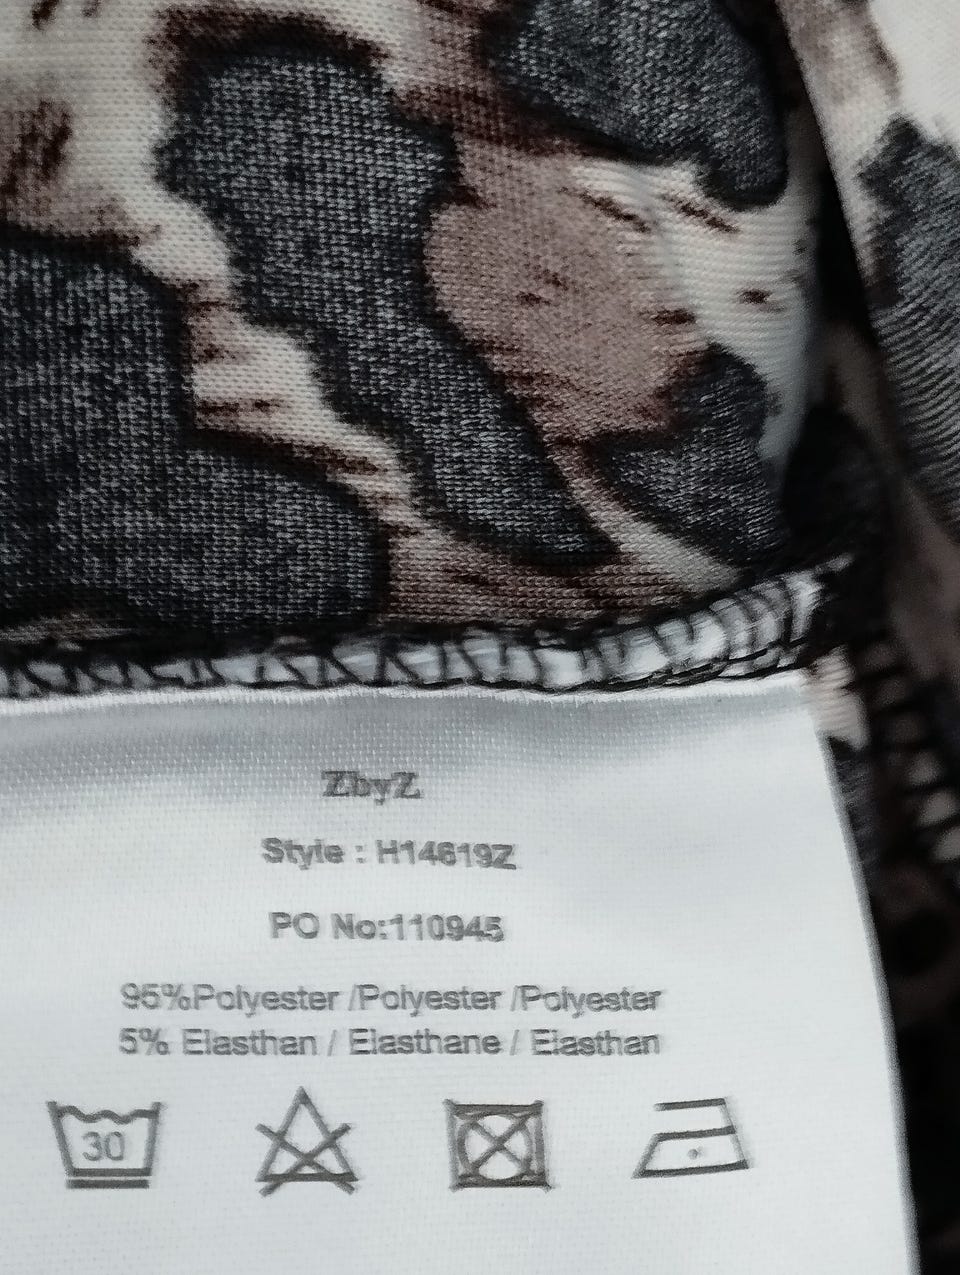 ZbyZ
Style : H14619Z
PO No:110945
95%Polyester /Polyester /Polyester
5% Elasthan / Elasthane / Elasthan
30